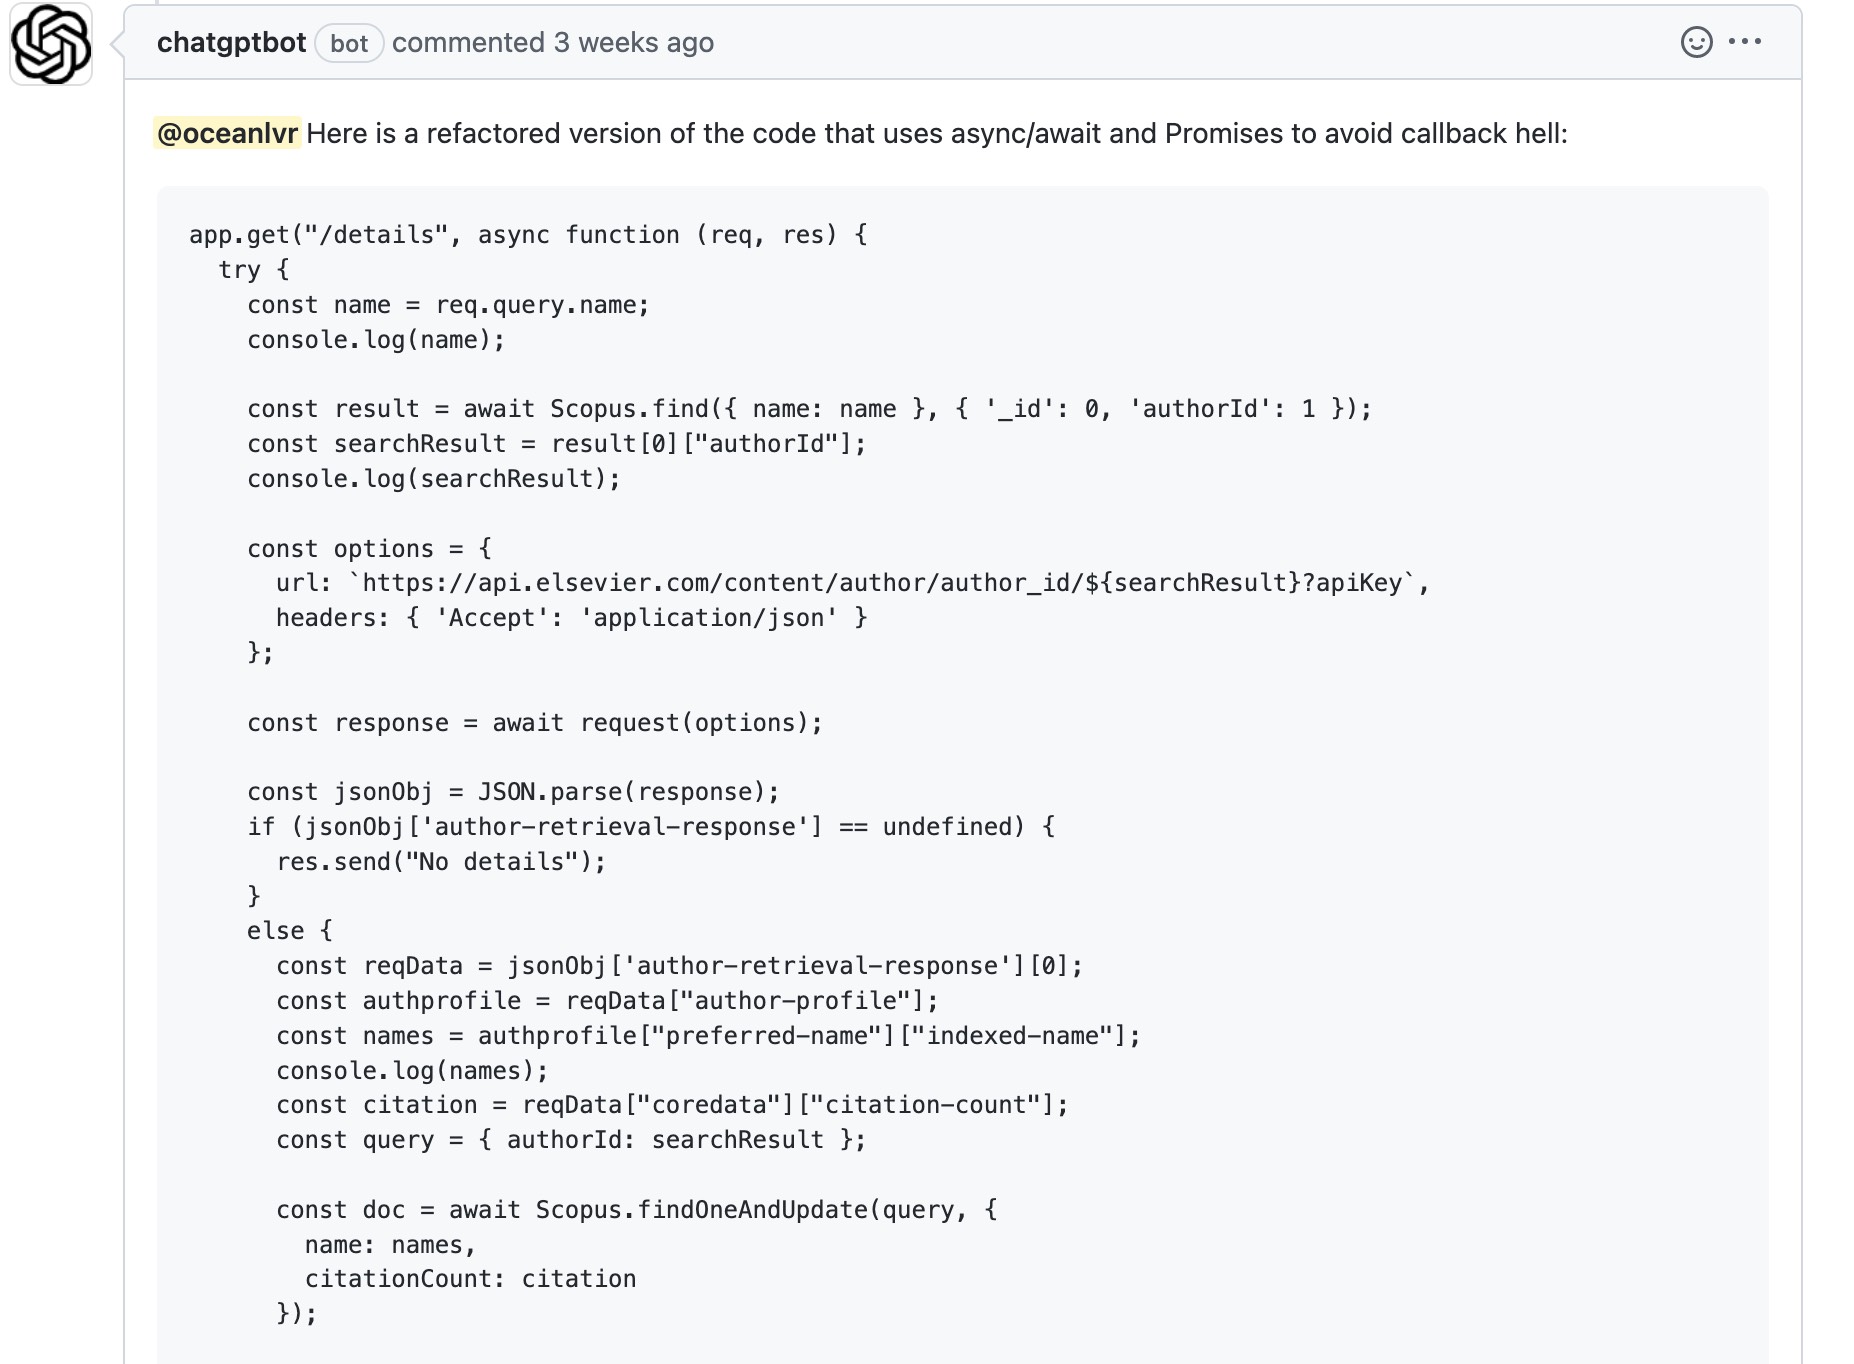 chatgptbot bot commented 3 weeks ago
@oceanlvr Here is a refactored version of the code that uses async/await and Promises to avoid callback hell:
app.get("/details", async function (req, res) {
  try {
    const name = req.query.name;
    console.log(name);

    const result = await Scopus.find({ name: name }, { '_id': 0, 'authorId': 1 });
    const searchResult = result[0]["authorId"];
    console.log(searchResult);

    const options = {
      url: `https://api.elsevier.com/content/author/author_id/${searchResult}?apiKey`,
      headers: { 'Accept': 'application/json' }
    };

    const response = await request(options);

    const jsonObj = JSON.parse(response);
    if (jsonObj['author-retrieval-response'] == undefined) {
      res.send("No details");
    }
    else {
      const reqData = jsonObj['author-retrieval-response'][0];
      const authprofile = reqData["author-profile"];
      const names = authprofile["preferred-name"]["indexed-name"];
      console.log(names);
      const citation = reqData["coredata"]["citation-count"];
      const query = { authorId: searchResult };

      const doc = await Scopus.findOneAndUpdate(query, {
        name: names,
        citationCount: citation
      });